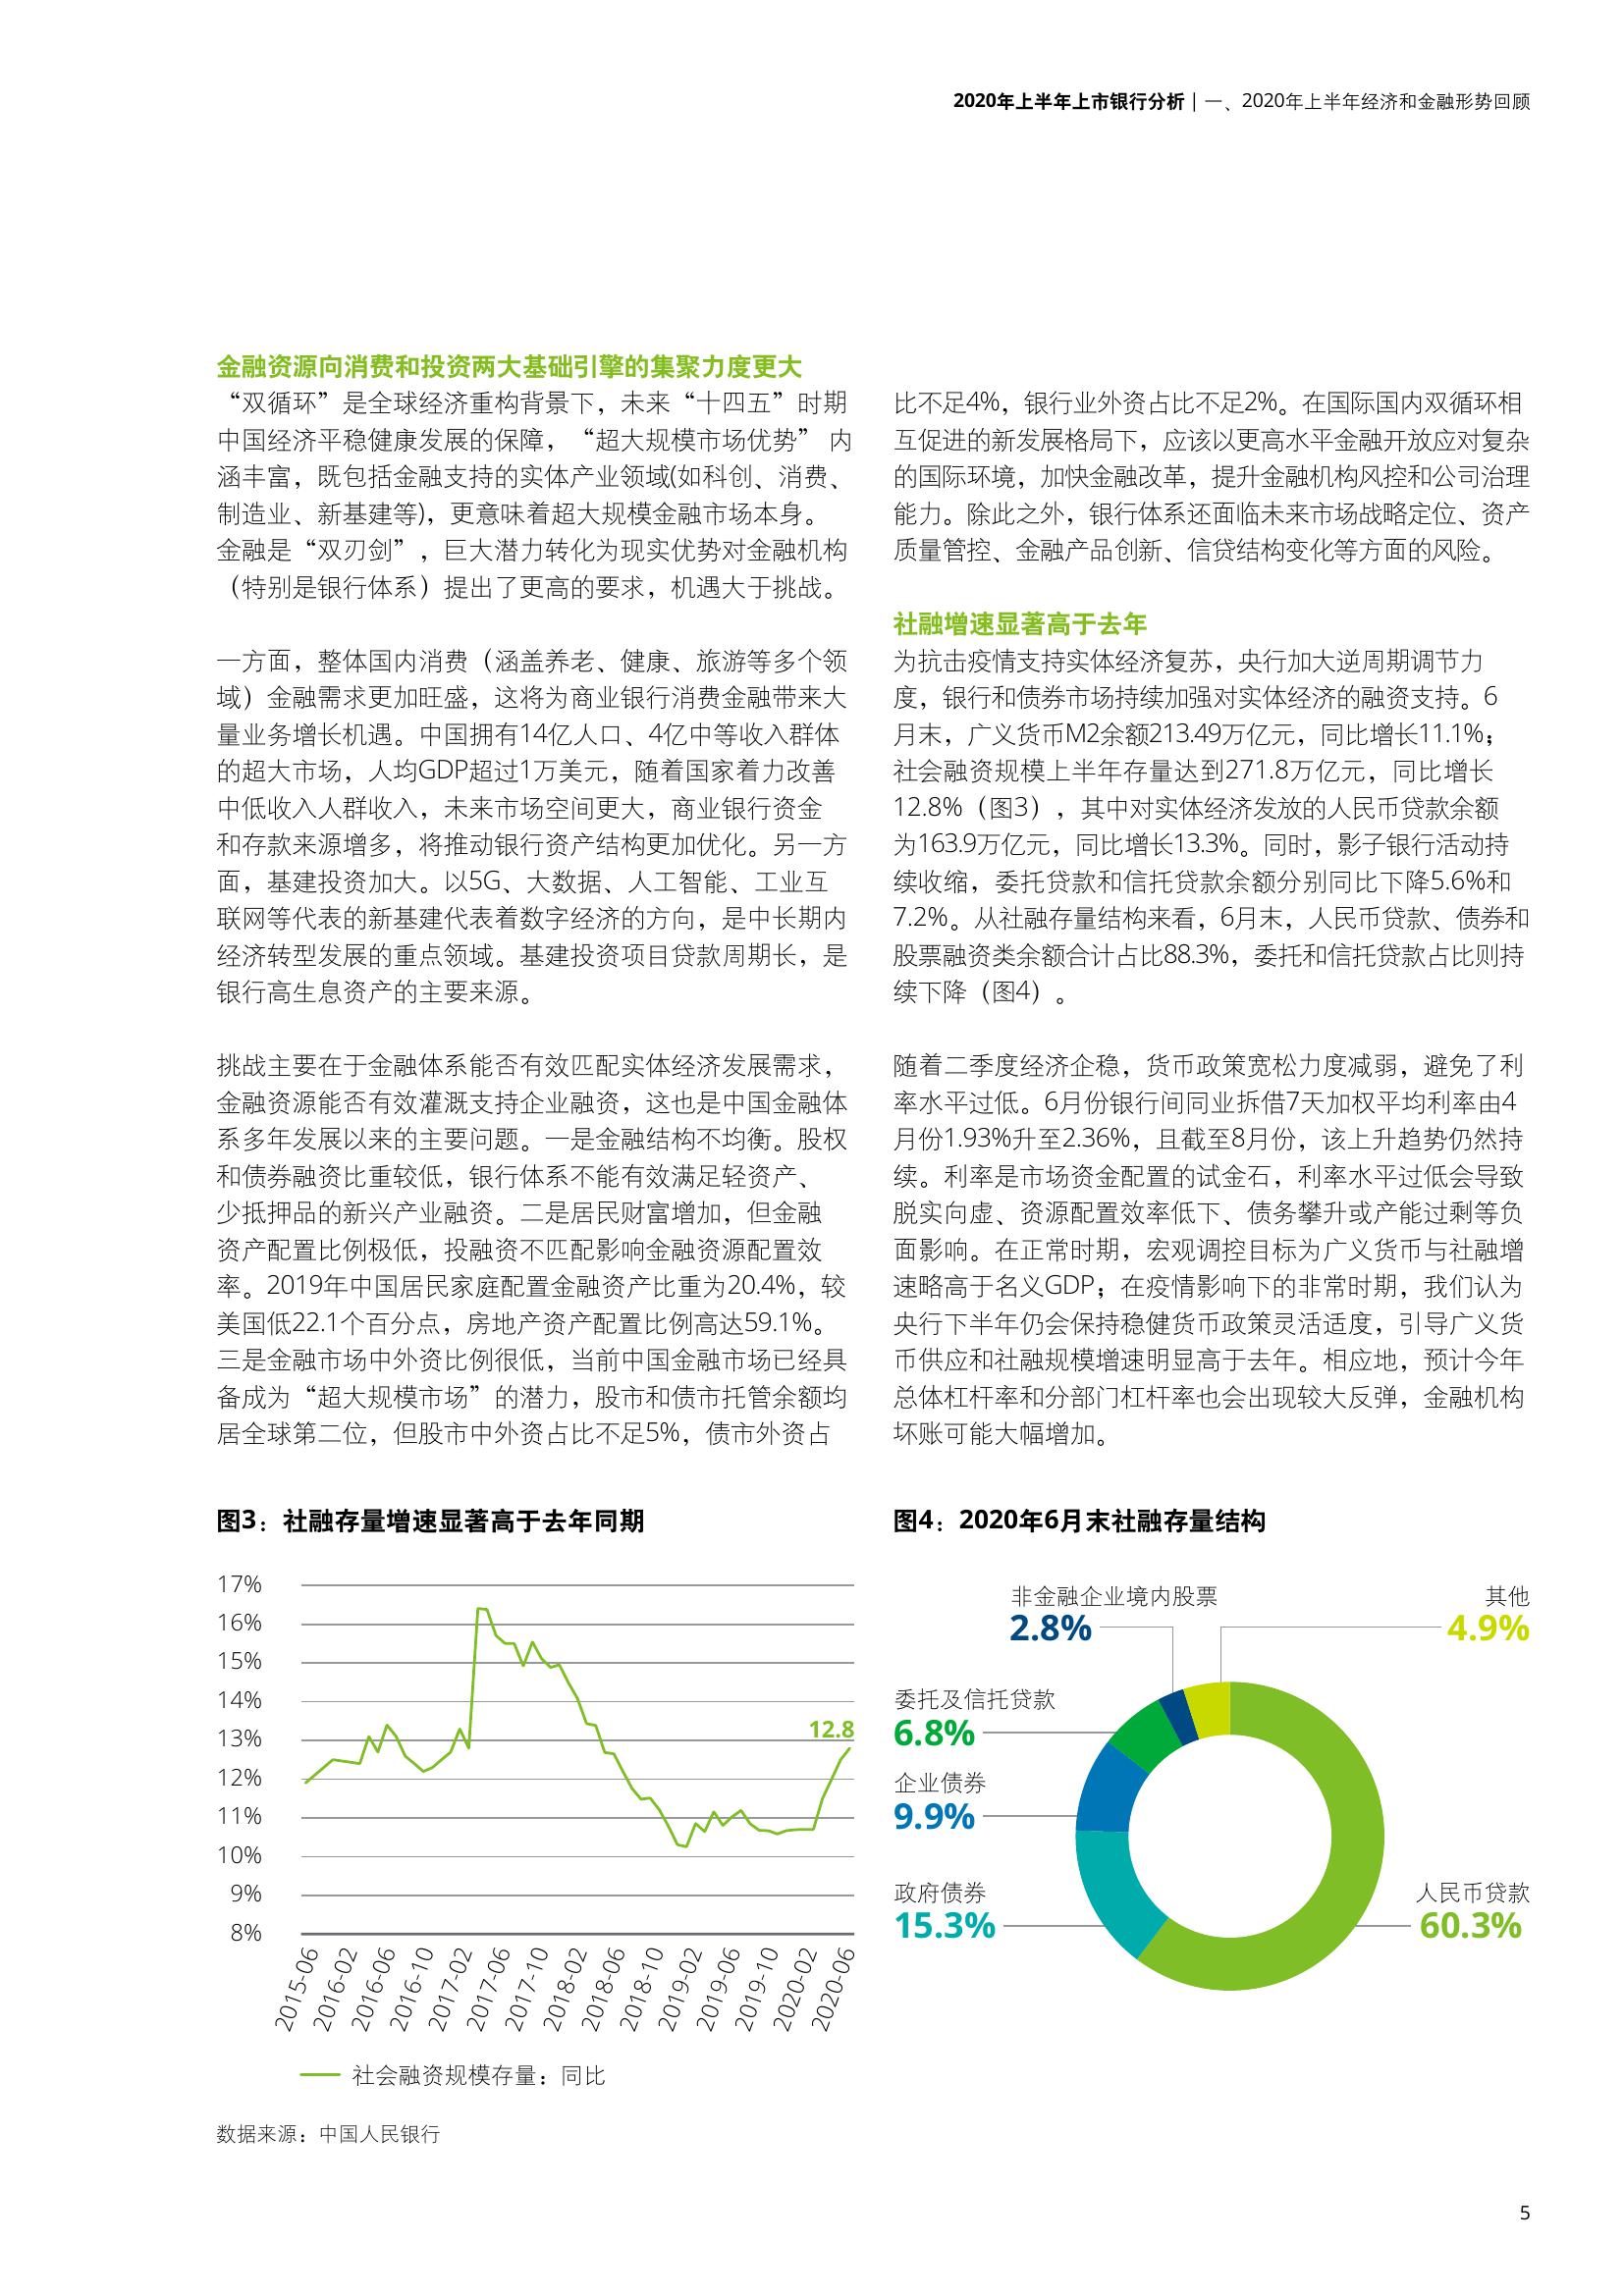 2020年上半年上市银行分析 | 一、2020年上半年经济和金融形势回顾
金融资源向消费和投资两大基础引擎的集聚力度更大
“双循环”是全球经济重构背景下，未来“十四五”时期
中国经济平稳健康发展的保障，“超大规模市场优势” 内
涵丰富，既包括金融支持的实体产业领域(如科创、消费、
制造业、新基建等)，更意味着超大规模金融市场本身。
金融是“双刃剑”，巨大潜力转化为现实优势对金融机构
（特别是银行体系）提出了更高的要求，机遇大于挑战。
一方面，整体国内消费（涵盖养老、健康、旅游等多个领
域）金融需求更加旺盛，这将为商业银行消费金融带来大
量业务增长机遇。中国拥有14亿人口、4亿中等收入群体
的超大市场，人均GDP超过1万美元，随着国家着力改善
中低收入人群收入，未来市场空间更大，商业银行资金
和存款来源增多，将推动银行资产结构更加优化。另一方
面，基建投资加大。以5G、大数据、人工智能、工业互
联网等代表的新基建代表着数字经济的方向，是中长期内
经济转型发展的重点领域。基建投资项目贷款周期长，是
银行高生息资产的主要来源。
挑战主要在于金融体系能否有效匹配实体经济发展需求，
金融资源能否有效灌溉支持企业融资，这也是中国金融体
系多年发展以来的主要问题。一是金融结构不均衡。股权
和债券融资比重较低，银行体系不能有效满足轻资产、
少抵押品的新兴产业融资。二是居民财富增加，但金融
资产配置比例极低，投融资不匹配影响金融资源配置效
率。2019年中国居民家庭配置金融资产比重为20.4%，较
美国低22.1个百分点，房地产资产配置比例高达59.1%。
三是金融市场中外资比例很低，当前中国金融市场已经具
备成为“超大规模市场”的潜力，股市和债市托管余额均
居全球第二位，但股市中外资占比不足5%，债市外资占
比不足4%，银行业外资占比不足2%。在国际国内双循环相
互促进的新发展格局下，应该以更高水平金融开放应对复杂
的国际环境，加快金融改革，提升金融机构风控和公司治理
能力。除此之外，银行体系还面临未来市场战略定位、资产
质量管控、金融产品创新、信贷结构变化等方面的风险。
社融增速显著高于去年
为抗击疫情支持实体经济复苏，央行加大逆周期调节力
度，银行和债券市场持续加强对实体经济的融资支持。6
月末，广义货币M2余额213.49万亿元，同比增长11.1%；
社会融资规模上半年存量达到271.8万亿元，同比增长
12.8%（图3），其中对实体经济发放的人民币贷款余额
为163.9万亿元，同比增长13.3%。同时，影子银行活动持
续收缩，委托贷款和信托贷款余额分别同比下降5.6%和
7.2%。从社融存量结构来看，6月末，人民币贷款、债券和
股票融资类余额合计占比88.3%，委托和信托贷款占比则持
续下降（图4）。
随着二季度经济企稳，货币政策宽松力度减弱，避免了利
率水平过低。6月份银行间同业拆借7天加权平均利率由4
月份1.93%升至2.36%，且截至8月份，该上升趋势仍然持
续。利率是市场资金配置的试金石，利率水平过低会导致
脱实向虚、资源配置效率低下、债务攀升或产能过剩等负
面影响。在正常时期，宏观调控目标为广义货币与社融增
速略高于名义GDP；在疫情影响下的非常时期，我们认为
央行下半年仍会保持稳健货币政策灵活适度，引导广义货
币供应和社融规模增速明显高于去年。相应地，预计今年
总体杠杆率和分部门杠杆率也会出现较大反弹，金融机构
坏账可能大幅增加。
图3：社融存量增速显著高于去年同期
17%
16%
15%
14%
13%
12%
11%
10%
9%
8%
12.8
2015-06
2016-02
2016-06
2016-10
2017-02
2017-06
2017-10
2018-02
2018-06
2018-10
2019-02
2019-06
2019-10
2020-02
2020-06
社会融资规模存量：同比
数据来源：中国人民银行
图4：2020年6月末社融存量结构
非金融企业境内股票
2.8%
其他
4.9%
委托及信托贷款
6.8%
企业债券
9.9%
政府债券
15.3%
人民币贷款
60.3%
5